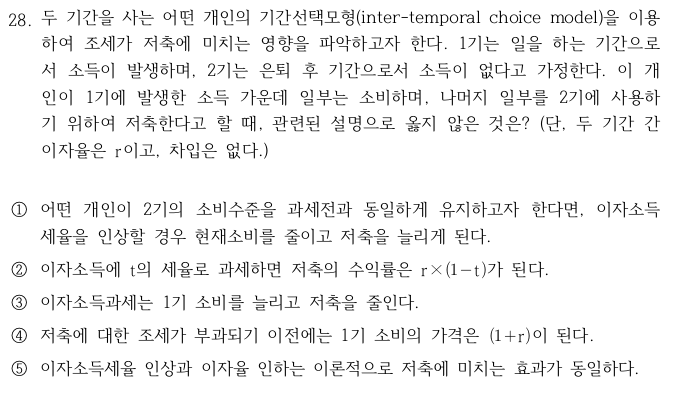 28. 두 기간을 사는 어떤 개인의 기간선택모형(inter-temporal choice model)을 이용
하여 조세가 저축에 미치는 영향을 파악하고자 한다. 1기는 일을 하는 기간으로
서 소득이 발생하며, 2기는 은퇴 후 기간으로서 소득이 없다고 가정한다. 이 개
인이 1기에 발생한 소득 가운데 일부는 소비하며, 나머지 일부를 2기에 사용하
기 위하여 저축한다고 할 때, 관련된 설명으로 옳지 않은 것은? (단, 두 기간 간
이자율은 r이고, 차입은 없다.)
① 어떤 개인이 2기의 소비수준을 과세전과 동일하게 유지하고자 한다면, 이자소득
세율을 인상할 경우 현재소비를 줄이고 저축을 늘리게 된다.
② 이자소득에 t의 세율로 과세하면 저축의 수익률은 r×(1-t)가 된다.
③ 이자소득과세는 1기 소비를 늘리고 저축을 줄인다.
④ 저축에 대한 조세가 부과되기 이전에는 1기 소비의 가격은 (1+r)이 된다.
⑤ 이자소득세율 인상과 이자율 인하는 이론적으로 저축에 미치는 효과가 동일하다.